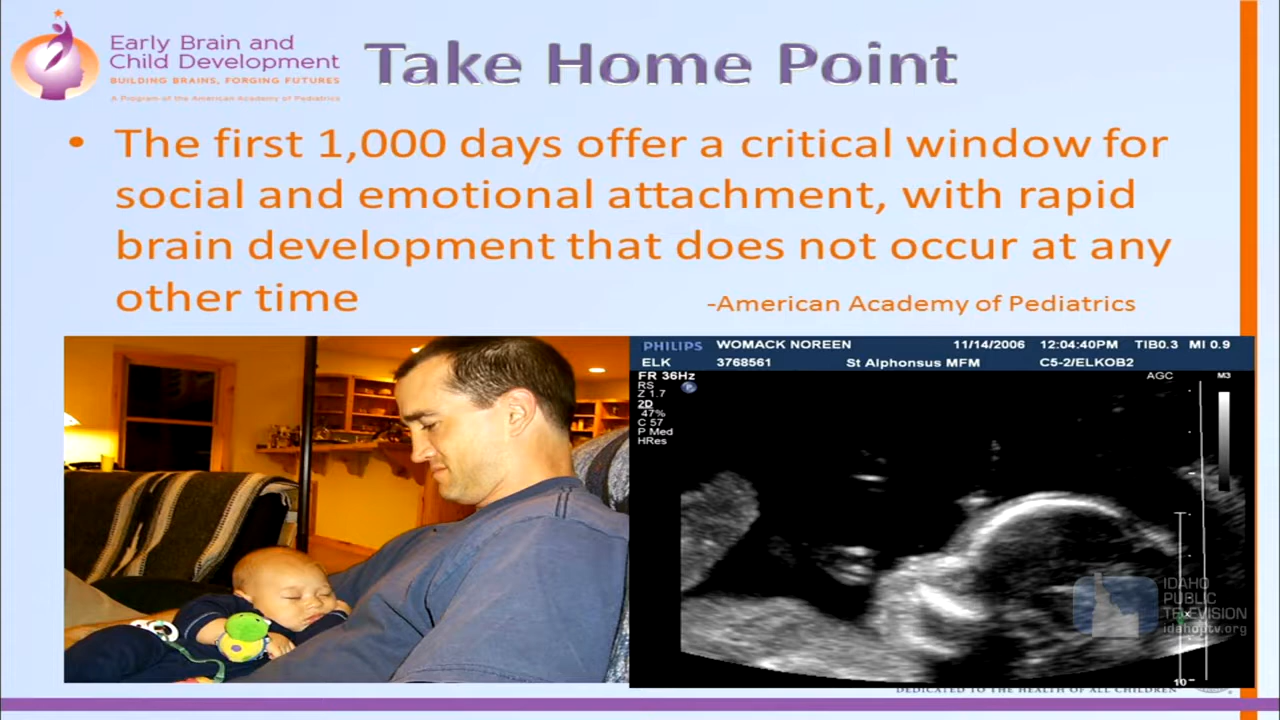 Early Brain and
Child Development
BUILDING BRAINS, FORGING FUTURES
A Program of the American Academy of Pediatrics
Take Home Point
• The first 1,000 days offer a critical window for
social and emotional attachment, with rapid
brain development that does not occur at any
other time
-American Academy of Pediatrics
PHILIPS WOMACK NOREEN 11/14/2006 12:04:40PM TIB0.3 MI 0.9
ELK 3768561 St Alphonsus MFM C5-2/ELKOB2
FR 36Hz AGC M3
RS
Z 1.7
2D
47%
C 57
P Med
HRes
P
IDAHO
PUBLIC
TELEVISION
idahoptv.org
10
DEDICATED TO THE HEALTH OF ALL CHILDREN